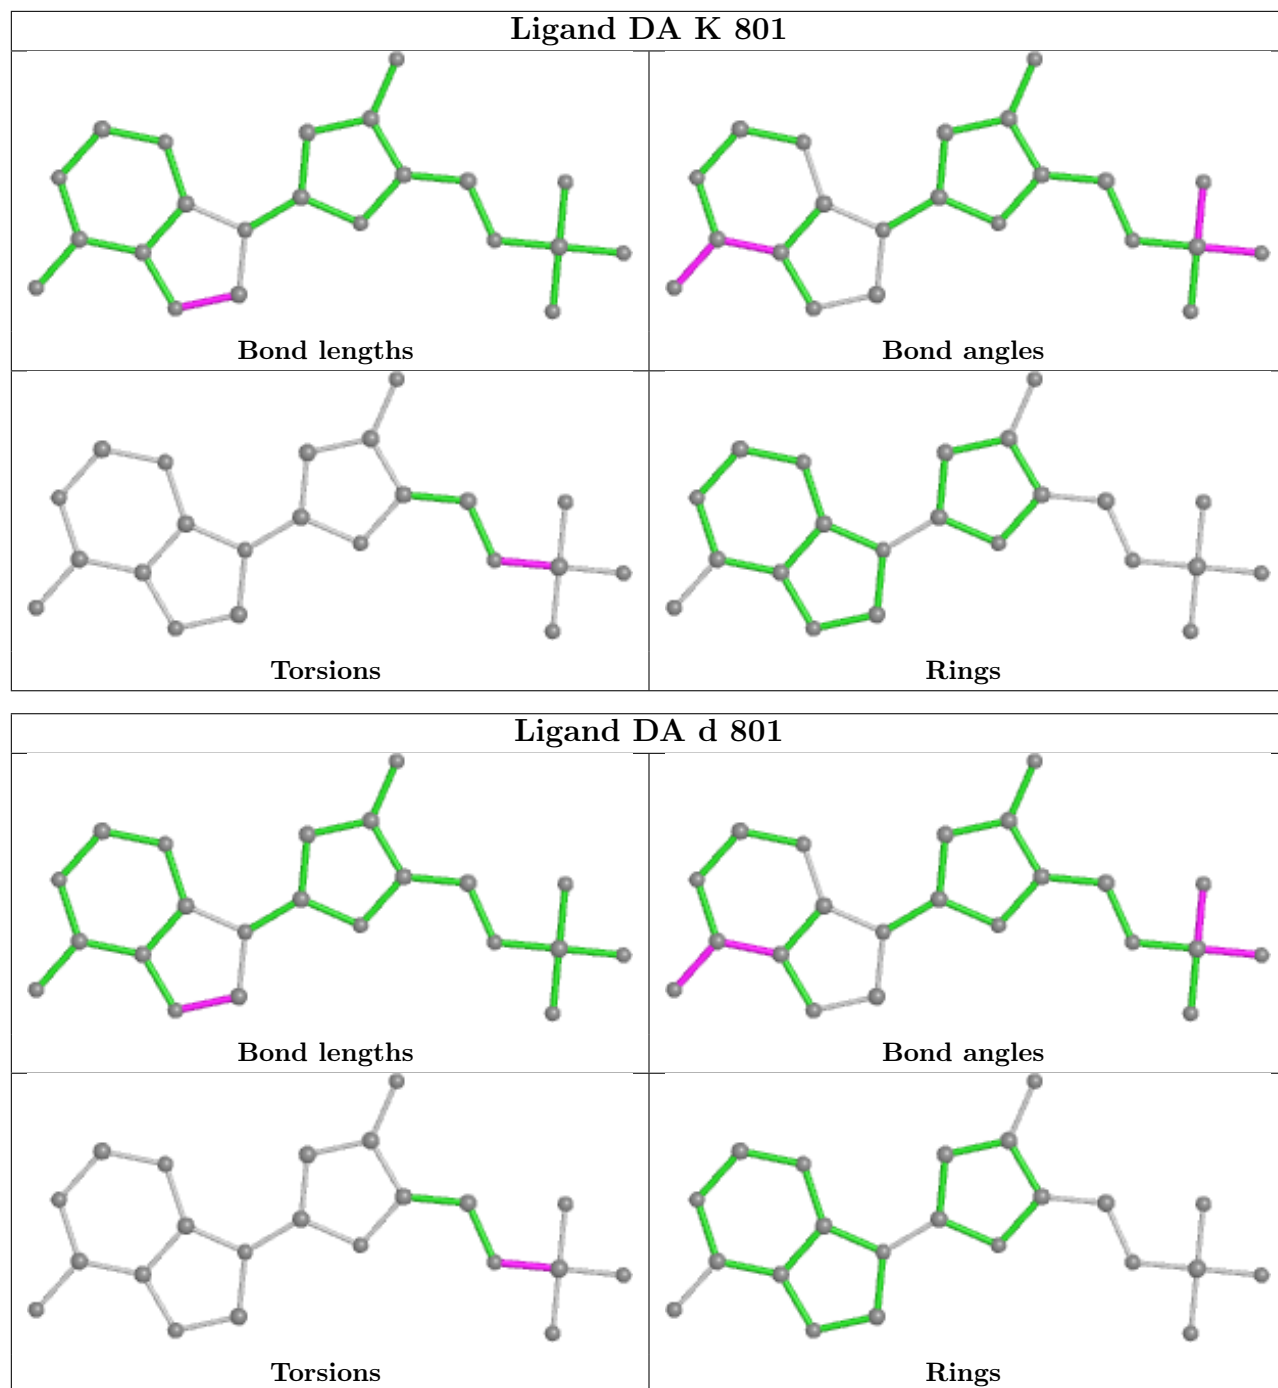 Ligand DA K 801
Bond lengths
Bond angles
Torsions
Rings
Ligand DA d 801
Bond lengths
Bond angles
Torsions
Rings